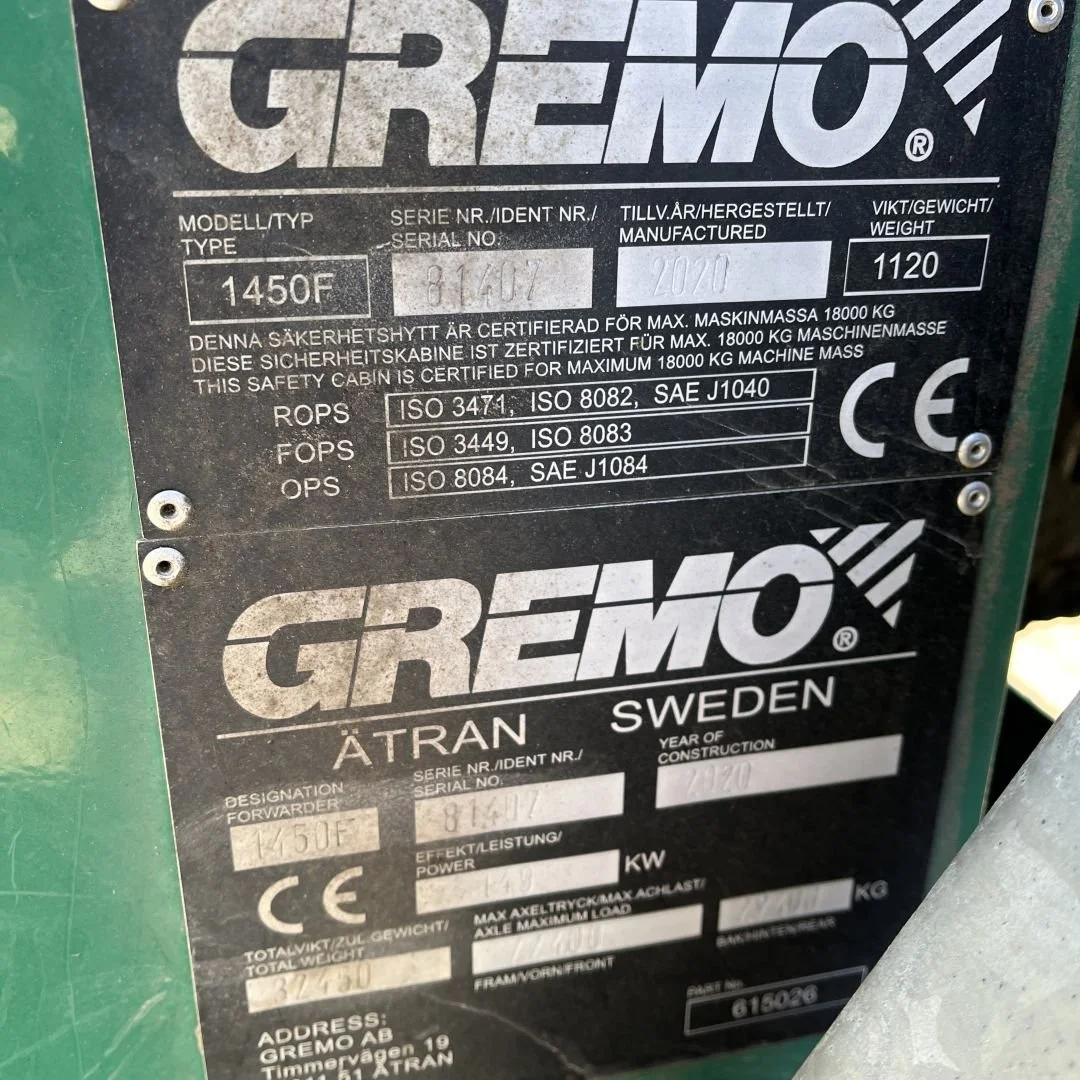 GREMO®
MODELL/TYP SERIE NR./IDENT NR./ TILLV.ÅR/HERGESTELLT/ VIKT/GEWICHT/
TYPE SERIAL NO. MANUFACTURED WEIGHT
1450F 81407 2020 1120
DENNA SÄKERHETSHYTT ÄR CERTIFIERAD FÖR MAX. MASKINMASSA 18000 KG
DIESE SICHERHEITSKABINE IST ZERTIFIZIERT FÜR MAX. 18000 KG MASCHINENMASSE
THIS SAFETY CABIN IS CERTIFIED FOR MAXIMUM 18000 KG MACHINE MASS
ROPS ISO 3471, ISO 8082, SAE J1040
FOPS ISO 3449, ISO 8083
OPS ISO 8084, SAE J1084
CE
GREMO®
ÄTRAN SWEDEN
DESIGNATION SERIE NR./IDENT NR./ YEAR OF
FORWARDER SERIAL NO. CONSTRUCTION
1450F 81407 2020
CE
EFFEKT/LEISTUNG/
POWER 149 KW
TOTALVIKT/ZUL.GEWICHT/ MAX AXELTRYCK/MAX ACHLAST/
TOTAL WEIGHT AXLE MAXIMUM LOAD KG
32450
FRAM/VORN/FRONT BAK/HINTEN/REAR
PART No.
615026
ADDRESS:
GREMO AB
Timmervägen 19
51 ÄTRAN